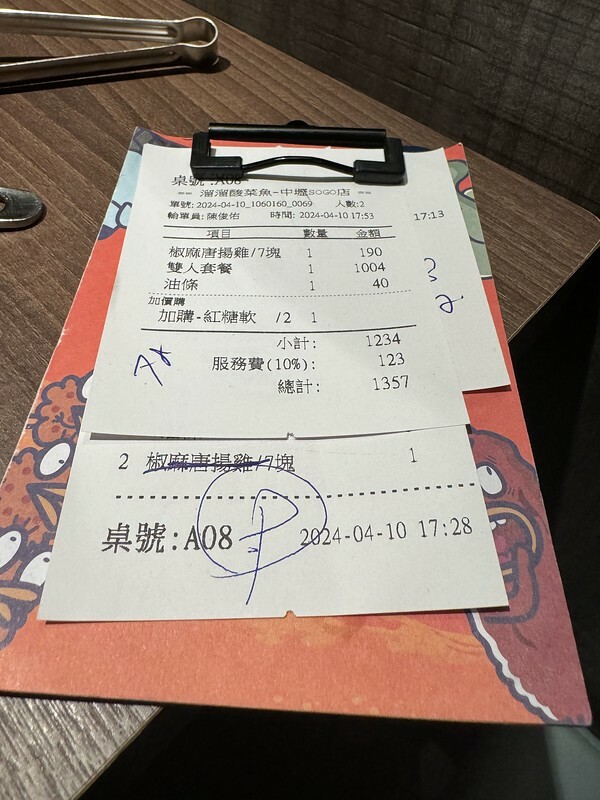 桌號:A08
== 溜溜酸菜魚-中壢SOGO店 ==
單號: 2024-04-10_1060160_0069 人數:2
輸單員: 陳俊佑 時間: 2024-04-10 17:53
17:13
項目 數量 金額
椒麻唐揚雞/7塊 1 190
雙人套餐 1 1004
油條 1 40
加價購
加購-紅糖軟 /2 1
小計: 1234
服務費(10%): 123
總計: 1357
2 椒麻唐揚雞/7塊 1
桌號:A08 2024-04-10 17:28